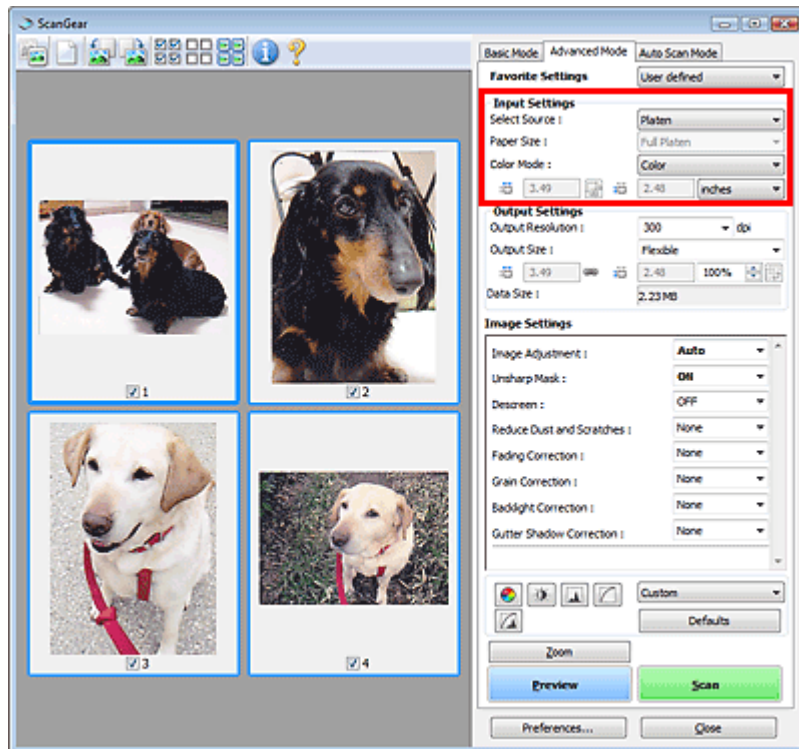 ScanGear
Basic Mode Advanced Mode Auto Scan Mode
Favorite Settings User defined
Input Settings
Select Source : Platen
Paper Size : Full Platen
Color Mode : Color
3.49 2.48 inches
Output Settings
Output Resolution : 300 dpi
Output Size : Flexible
3.49 2.48 100%
Data Size : 2.23 MB
Image Settings
Image Adjustment : Auto
Unsharp Mask : ON
Descreen : OFF
Reduce Dust and Scratches : None
Fading Correction : None
Grain Correction : None
Backlight Correction : None
Gutter Shadow Correction : None
Custom
Defaults
Zoom
Preview Scan
Preferences... Close
1
2
3
4